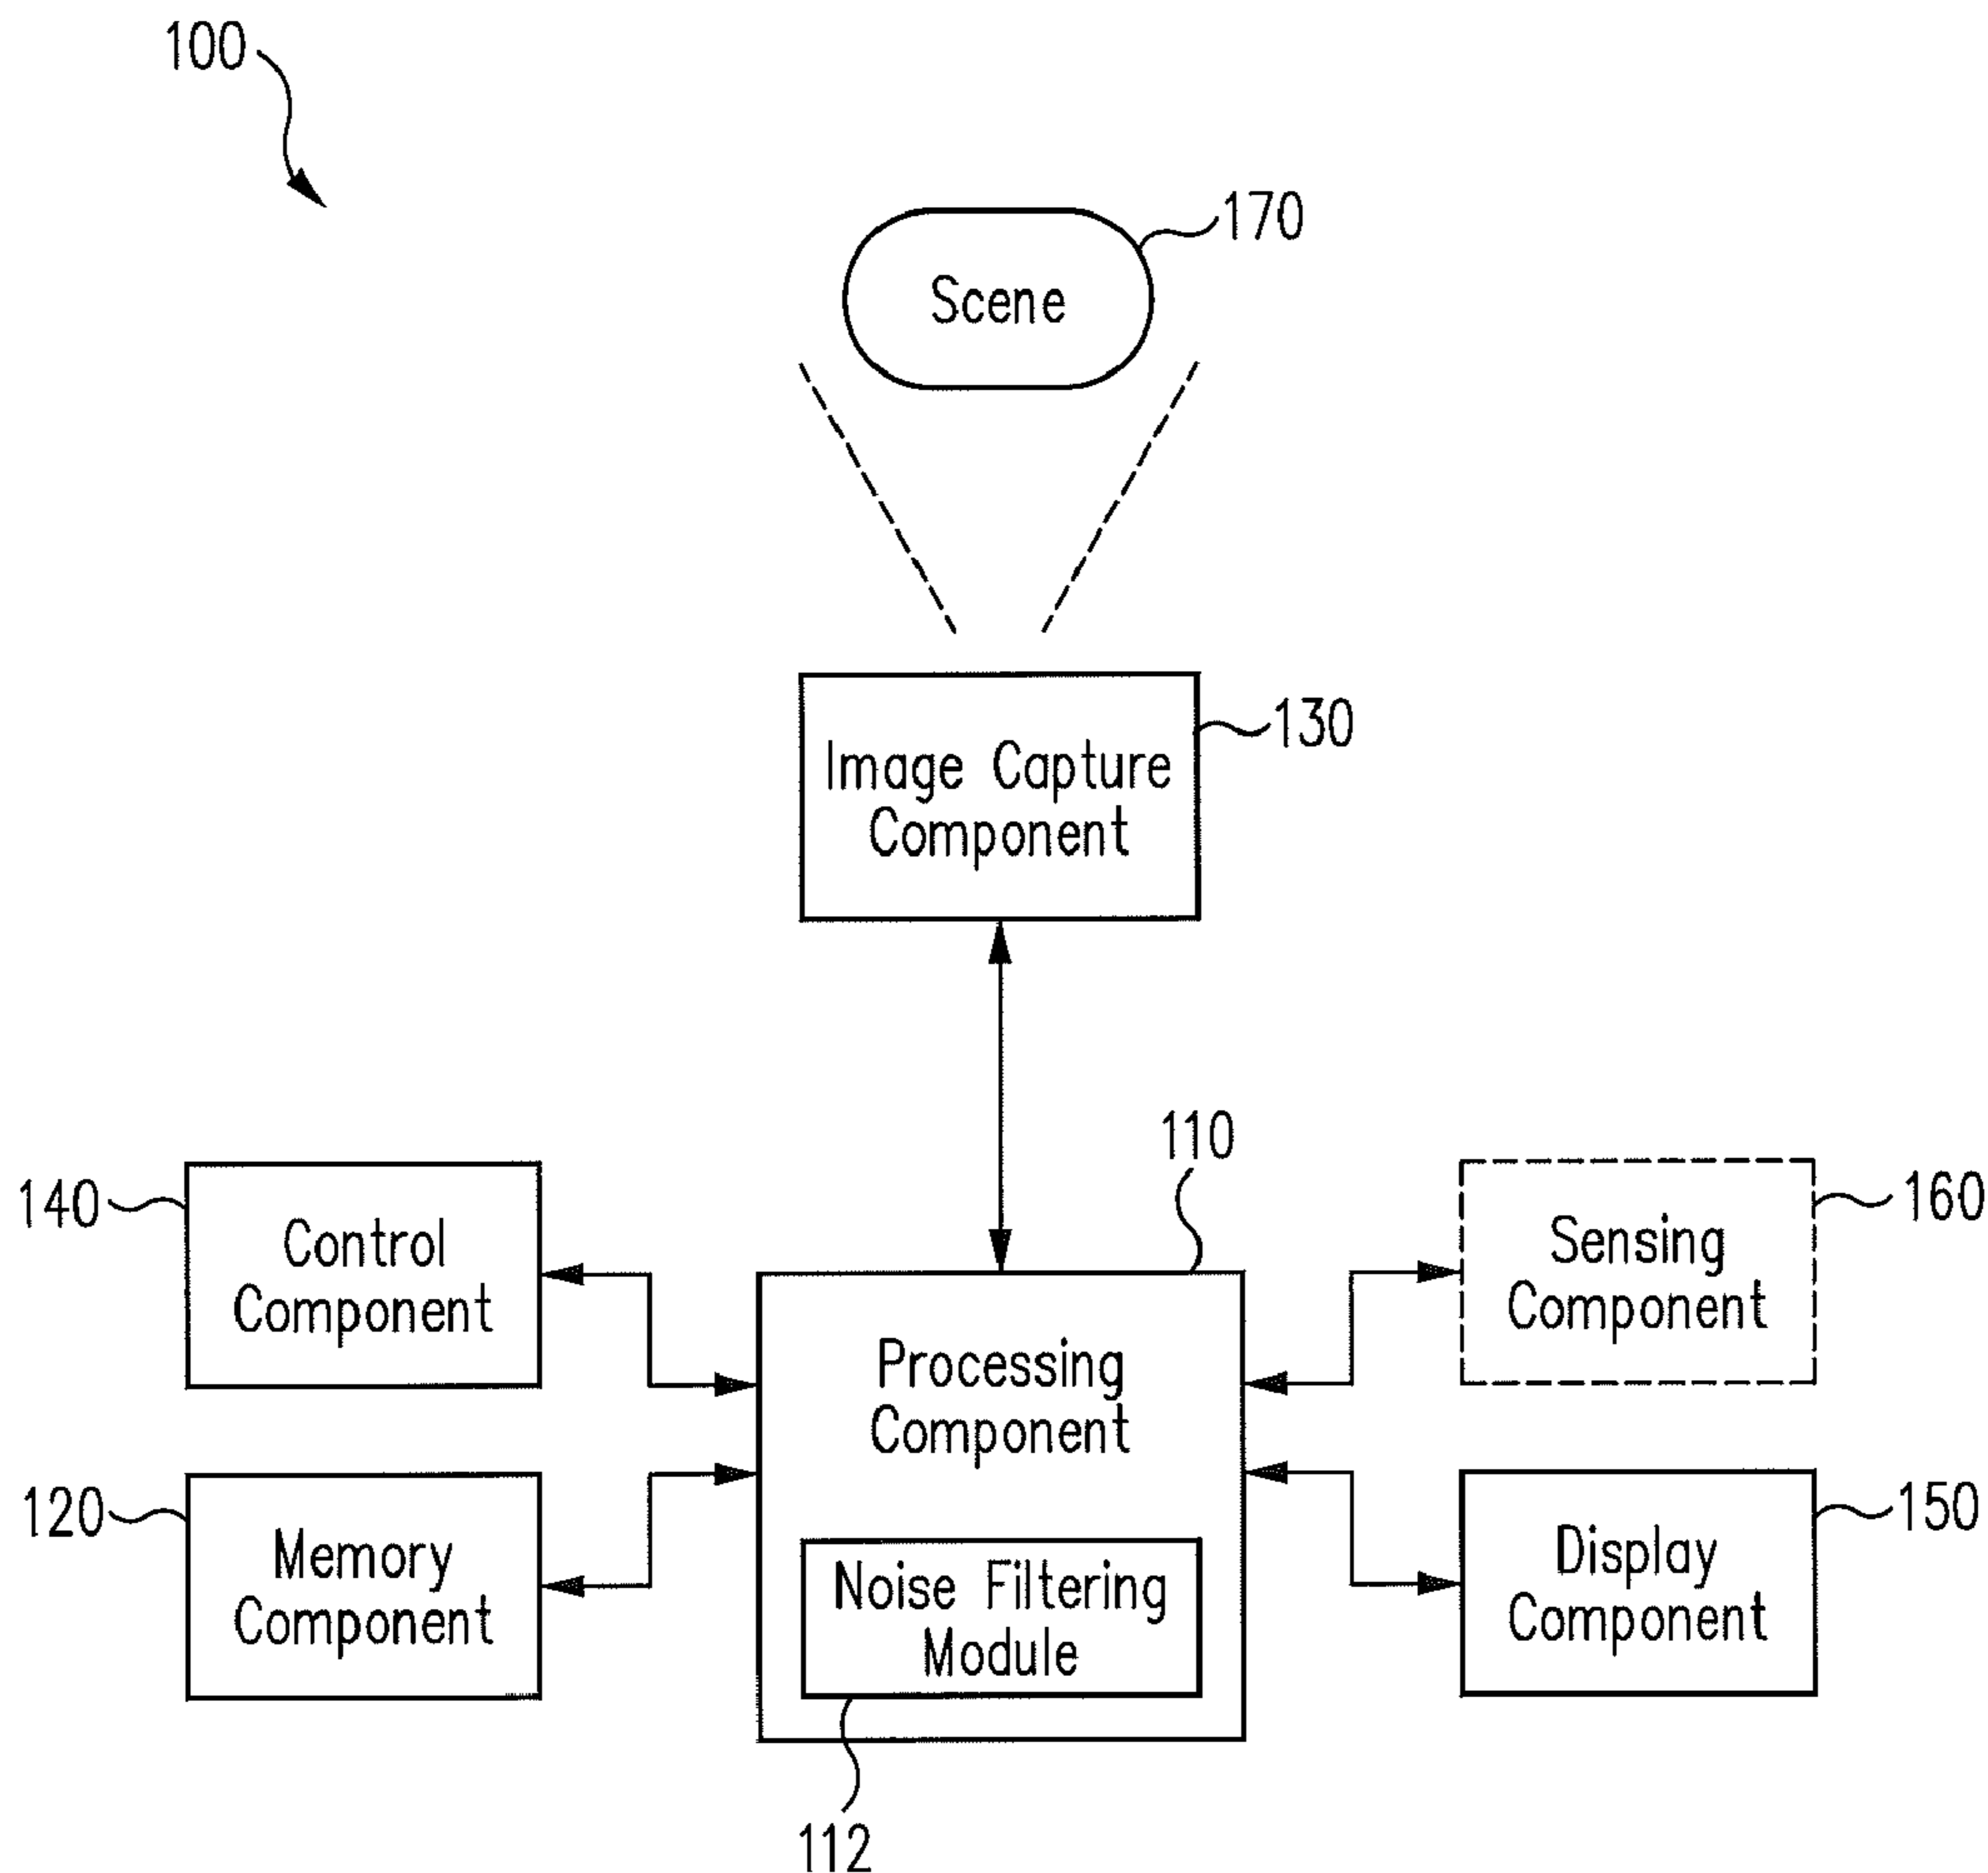 100
170
Scene
130
Image Capture
Component
110
140
Control
Component
160
Sensing
Component
Processing
Component
120
Memory
Component
150
Display
Component
Noise Filtering
Module
112